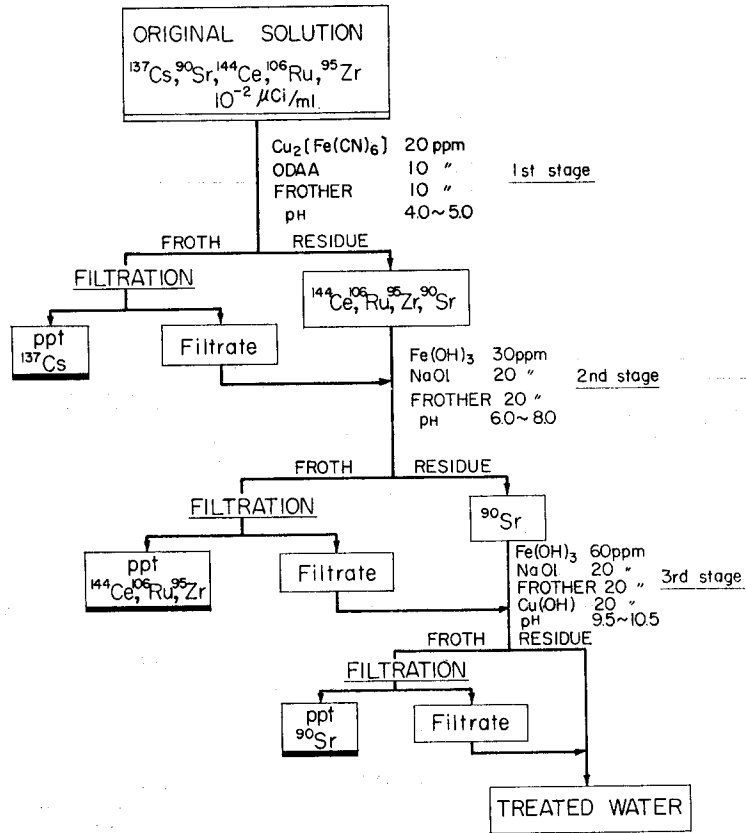 ORIGINAL SOLUTION
¹³⁷Cs,⁹⁰Sr,¹⁴⁴Ce,¹⁰⁶Ru,⁹⁵Zr
10⁻² μCi/ml.
Cu₂[Fe(CN)₆] 20 ppm
ODAA 10 〃
FROTHER 10 〃
pH 4.0~5.0
1st stage
FROTH RESIDUE
FILTRATION
¹⁴⁴Ce,¹⁰⁶Ru,⁹⁵Zr,⁹⁰Sr
ppt
¹³⁷Cs
Filtrate
Fe(OH)₃ 30ppm
NaOl 20 〃
FROTHER 20 〃
pH 6.0~8.0
2nd stage
FROTH RESIDUE
FILTRATION
⁹⁰Sr
ppt
¹⁴⁴Ce,¹⁰⁶Ru,⁹⁵Zr
Filtrate
Fe(OH)₃ 60ppm
NaOl 20 〃
FROTHER 20 〃
Cu(OH) 20 〃
pH 9.5~10.5
3rd stage
FROTH RESIDUE
FILTRATION
ppt
⁹⁰Sr
Filtrate
TREATED WATER